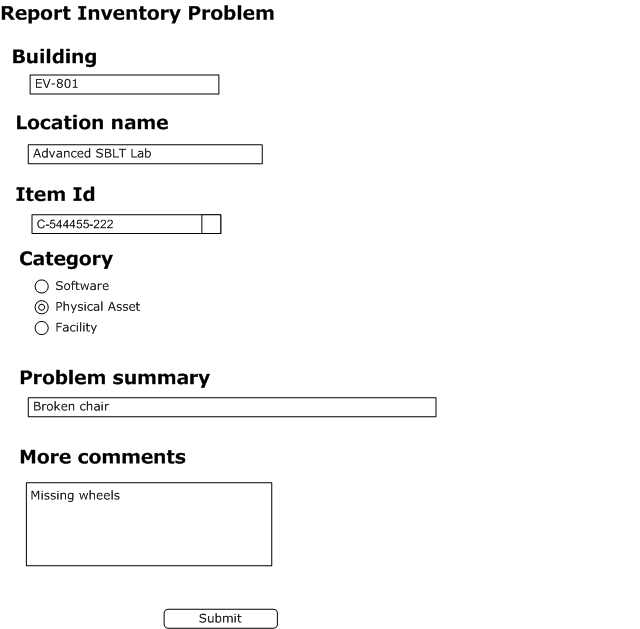 Report Inventory Problem
Building
EV-801
Location name
Advanced SBLT Lab
Item Id
C-544455-222
Category
Software
Physical Asset
Facility
Problem summary
Broken chair
More comments
Missing wheels
Submit